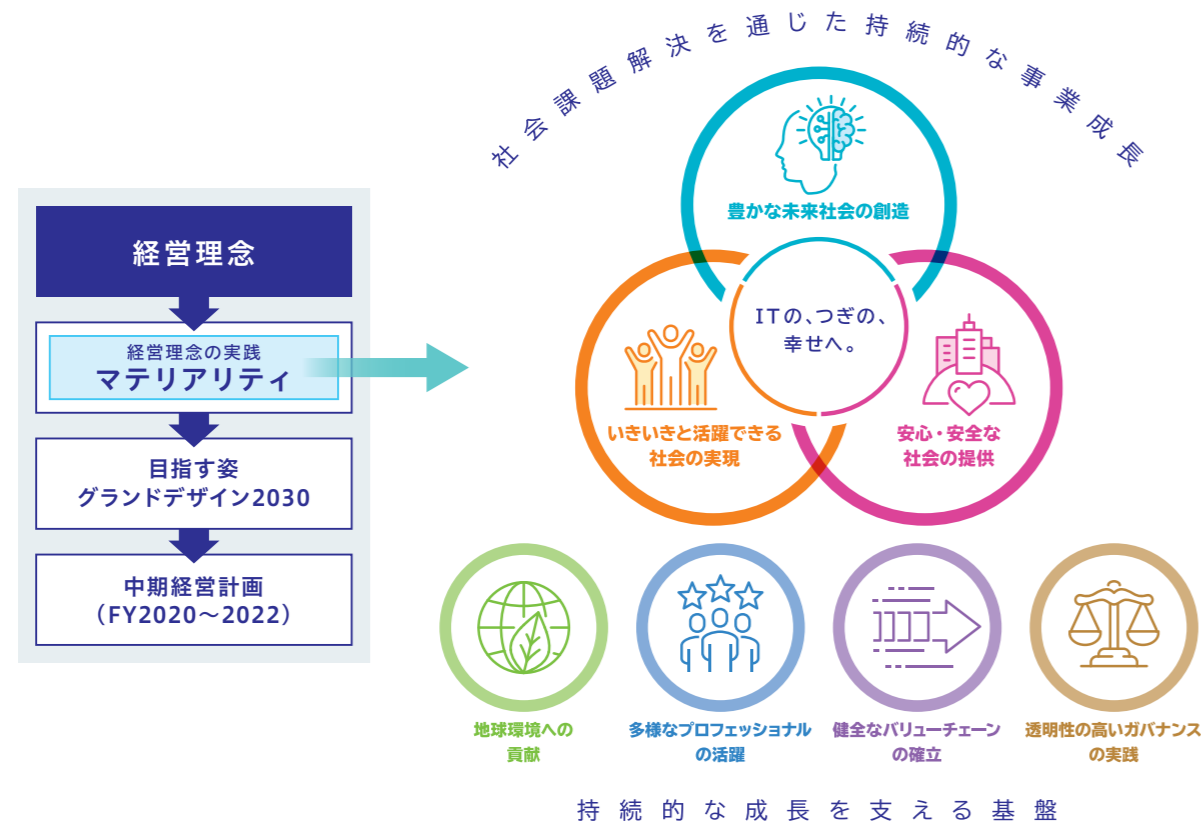 社会課題解決を通じた持続的な事業成長
経営理念
経営理念の実践
マテリアリティ
目指す姿
グランドデザイン2030
中期経営計画
（FY2020～2022）
豊かな未来社会の創造
ITの、つぎの、
幸せへ。
いきいきと活躍できる
社会の実現
安心・安全な
社会の提供
地球環境への
貢献
多様なプロフェッショナル
の活躍
健全なバリューチェーン
の確立
透明性の高いガバナンス
の実践
持続的な成長を支える基盤